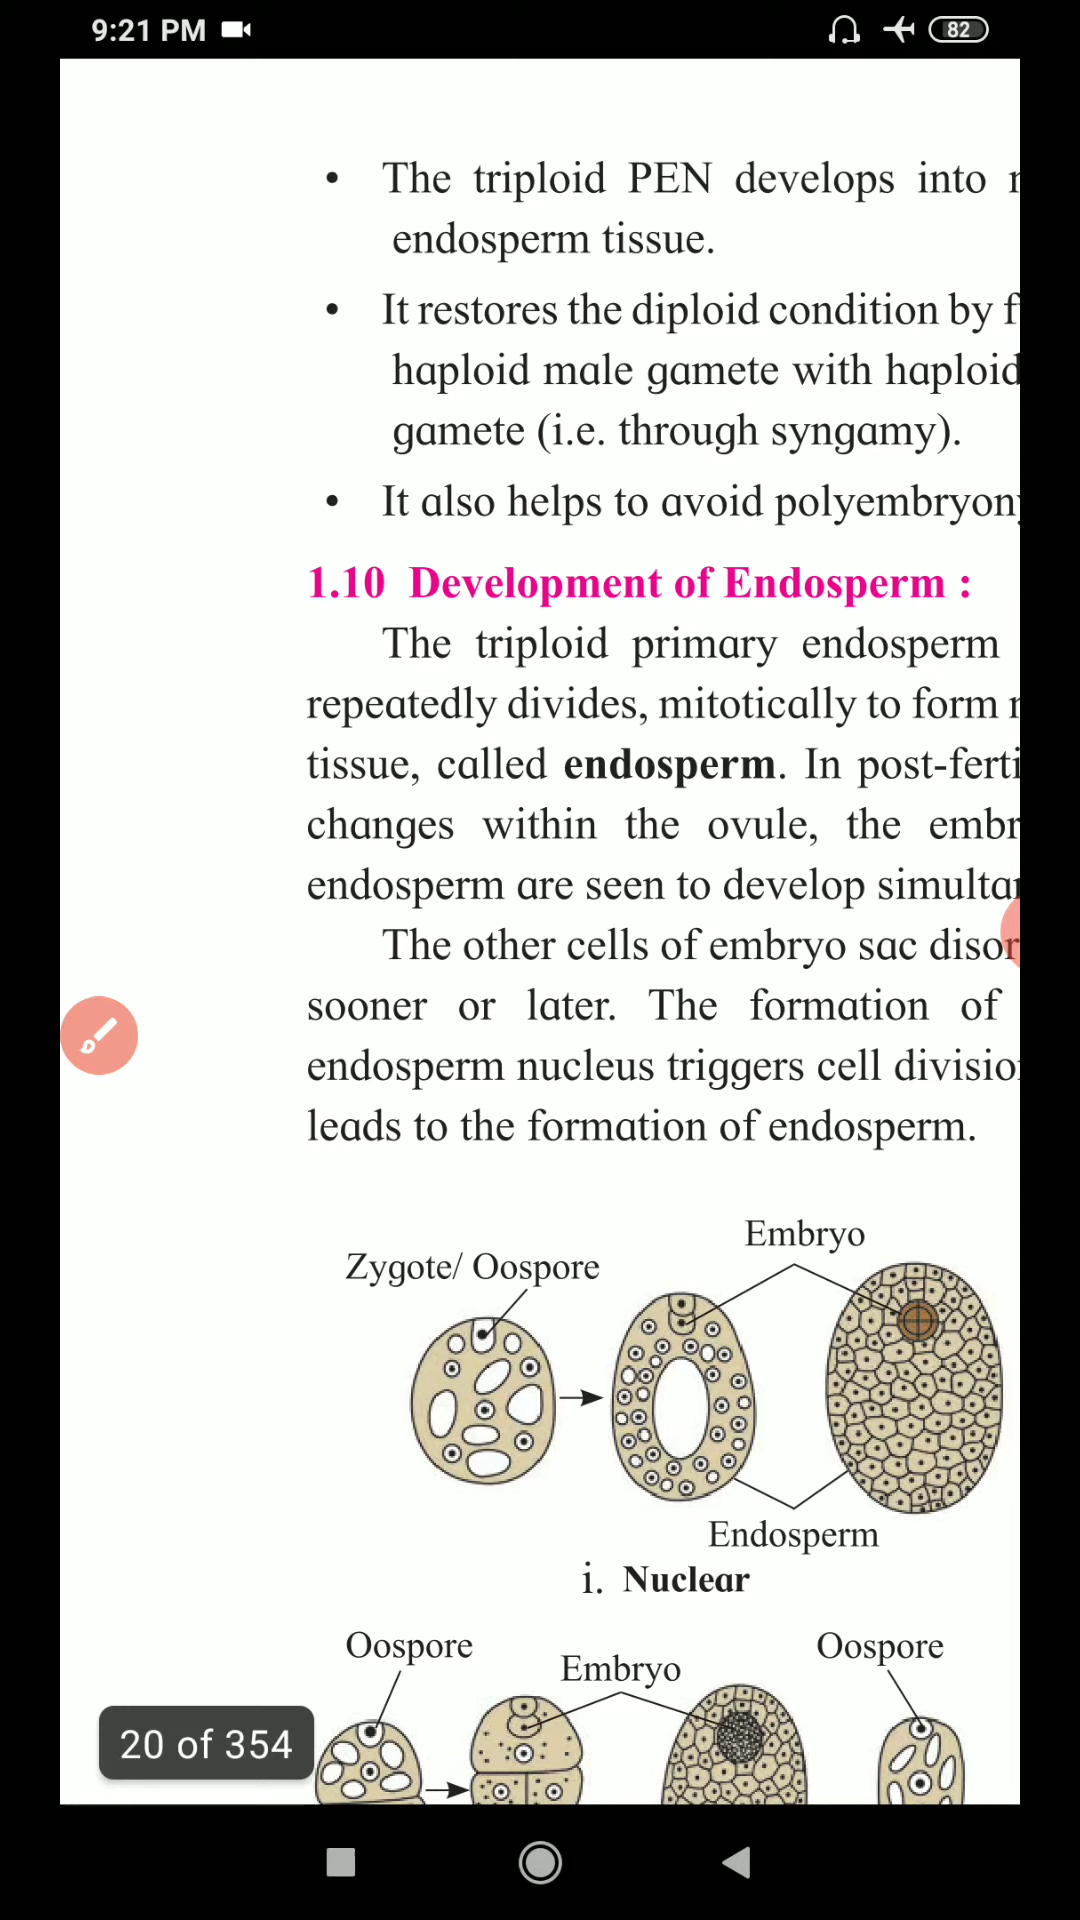 9:21 PM
82
• The triploid PEN develops into
endosperm tissue.
• It restores the diploid condition by
haploid male gamete with haploid
gamete (i.e. through syngamy).
• It also helps to avoid polyembryony
1.10 Development of Endosperm :
The triploid primary endosperm
repeatedly divides, mitotically to form
tissue, called endosperm. In post-ferti
changes within the ovule, the embr
endosperm are seen to develop simultan
The other cells of embryo sac disor
sooner or later. The formation of
endosperm nucleus triggers cell division
leads to the formation of endosperm.
Embryo
Zygote/ Oospore
Endosperm
i. Nuclear
Oospore
Embryo
Oospore
20 of 354